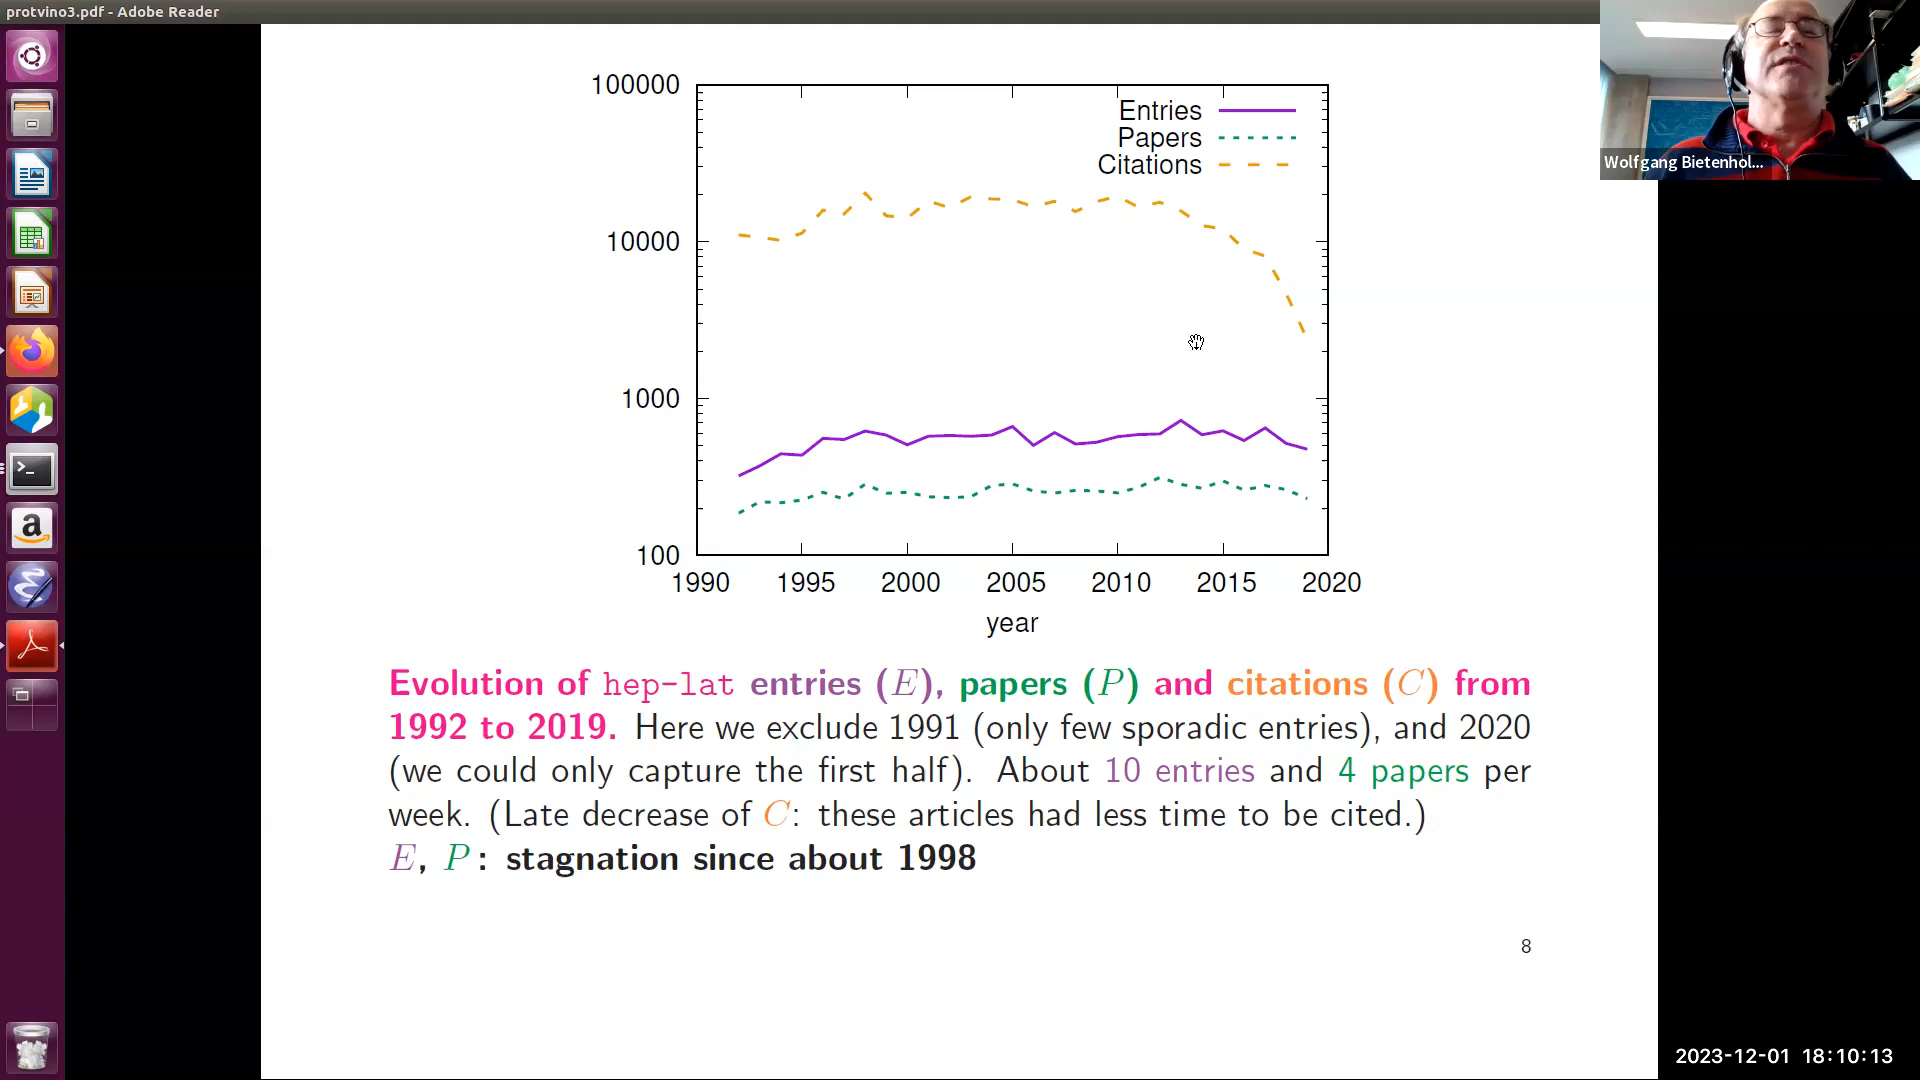 protvino3.pdf - Adobe Reader
100000
10000
1000
100
Entries
Papers
Citations
1990 1995 2000 2005 2010 2015 2020
year
Wolfgang Bietenhol...
Evolution of hep-lat entries (E), papers (P) and citations (C) from
1992 to 2019. Here we exclude 1991 (only few sporadic entries), and 2020
(we could only capture the first half). About 10 entries and 4 papers per
week. (Late decrease of C: these articles had less time to be cited.)
E, P: stagnation since about 1998
8
2023-12-01 18:10:13